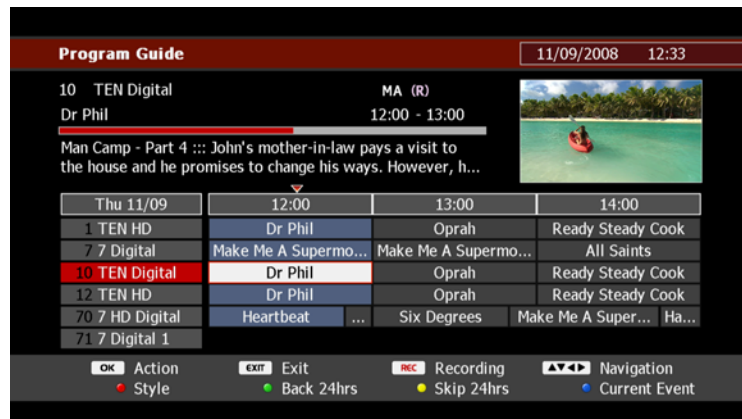 Program Guide 11/09/2008 12:33
10 TEN Digital MA (R)
Dr Phil 12:00 - 13:00
Man Camp - Part 4 ::: John's mother-in-law pays a visit to
the house and he promises to change his ways. However, h...
Thu 11/09 12:00 13:00 14:00
1 TEN HD Dr Phil Oprah Ready Steady Cook
7 7 Digital Make Me A Supermo... Make Me A Supermo... All Saints
10 TEN Digital Dr Phil Oprah Ready Steady Cook
12 TEN HD Dr Phil Oprah Ready Steady Cook
70 7 HD Digital Heartbeat ... Six Degrees Make Me A Super... Ha...
71 7 Digital 1
OK Action EXIT Exit REC Recording ▲▼◀▶ Navigation
Style Back 24hrs Skip 24hrs Current Event